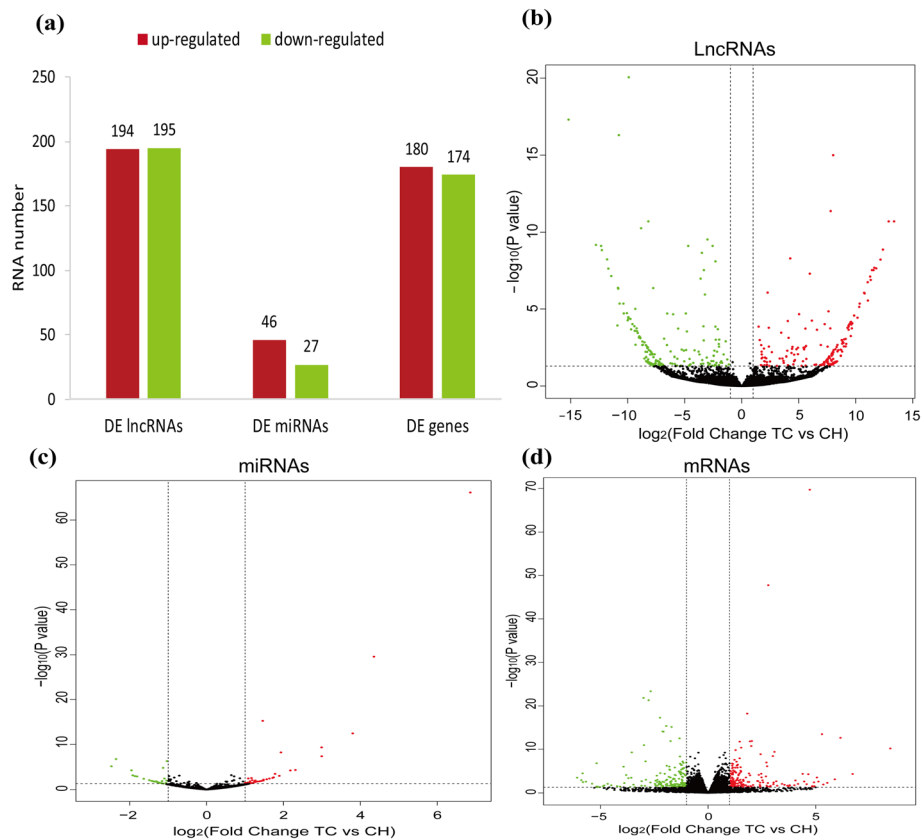 (a)
up-regulated
down-regulated
RNA number
250
200
150
100
50
0
194
195
46
27
180
174
DE lncRNAs
DE miRNAs
DE genes
(b)
LncRNAs
− log10(P value)
20
15
10
5
0
−15
−10
−5
0
5
10
15
log2(Fold Change TC vs CH)
(c)
miRNAs
−log10(P value)
60
50
40
30
20
10
0
−2
0
2
4
6
log2(Fold Change TC vs CH)
(d)
mRNAs
−log10(P value)
70
60
50
40
30
20
10
0
−5
0
5
log2(Fold Change TC vs CH)